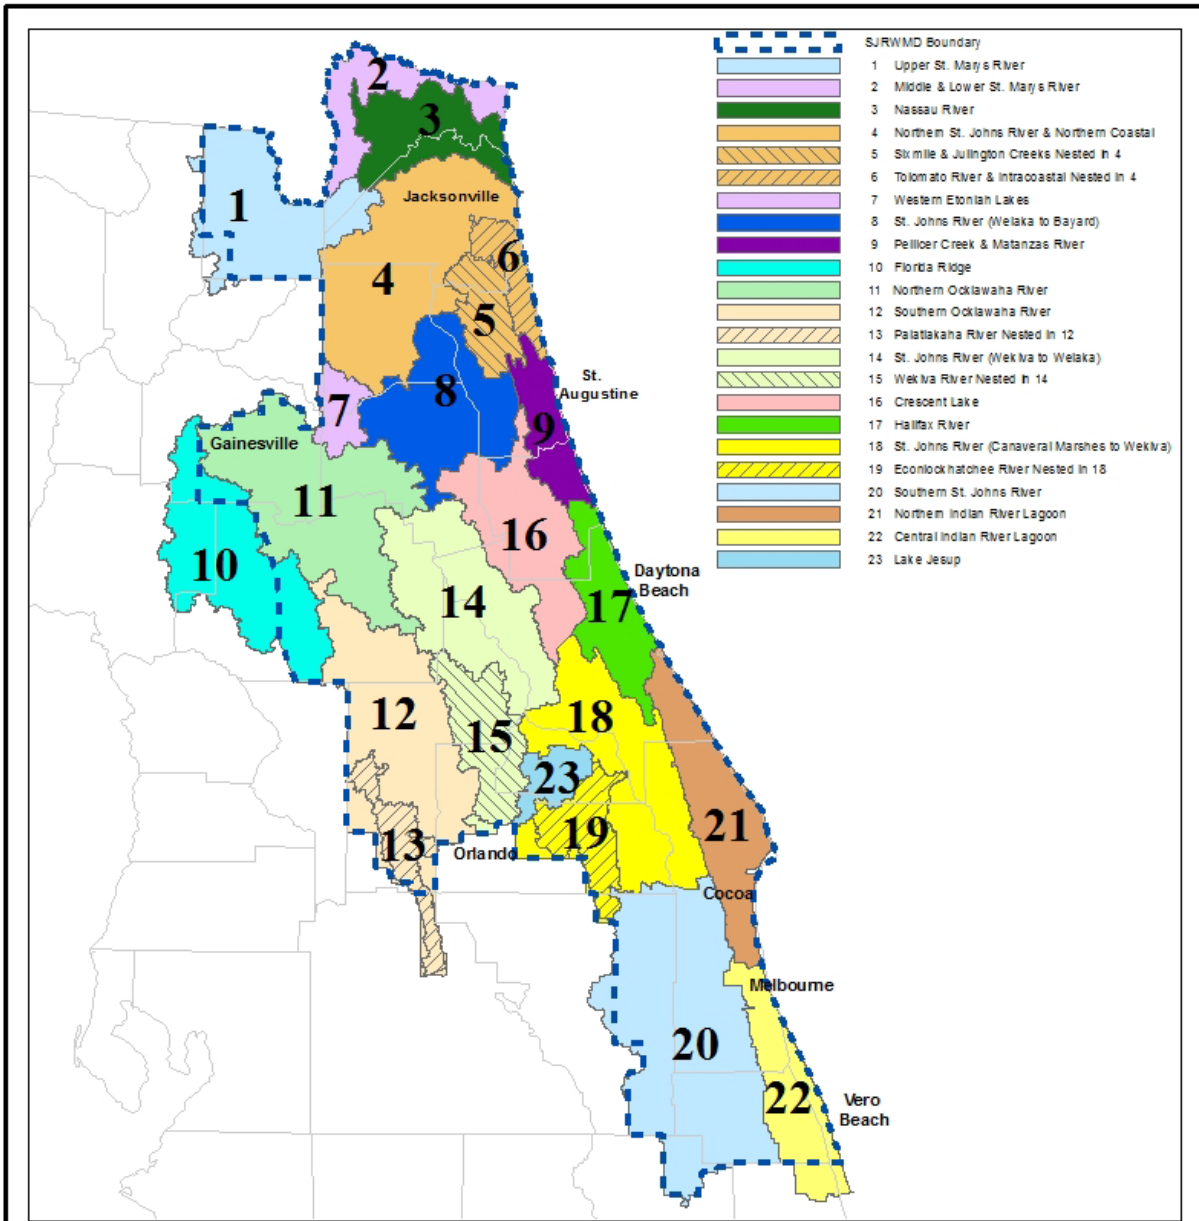 SJRWMD Boundary
1 Upper St. Marys River
2 Middle & Lower St. Marys River
3 Nassau River
4 Northern St. Johns River & Northern Coastal
5 Sixmile & Julington Creeks Nested in 4
6 Tolomato River & Intracoastal Nested in 4
7 Western Etoniah Lakes
8 St. Johns River (Welaka to Bayard)
9 Pellicer Creek & Matanzas River
10 Florida Ridge
11 Northern Ocklawaha River
12 Southern Ocklawaha River
13 Palatlakaha River Nested in 12
14 St. Johns River (Wekiva to Welaka)
15 Wekiva River Nested in 14
16 Crescent Lake
17 Halifax River
18 St. Johns River (Canaveral Marshes to Wekiva)
19 Econlockhatchee River Nested in 18
20 Southern St. Johns River
21 Northern Indian River Lagoon
22 Central Indian River Lagoon
23 Lake Jesup
2
3
1
Jacksonville
6
4
5
St.
Augustine
8
7
9
Gainesville
11
16
10
Daytona
Beach
14
17
12
18
15
23
21
19
13
Orlando
Cocoa
Melbourne
20
22
Vero
Beach